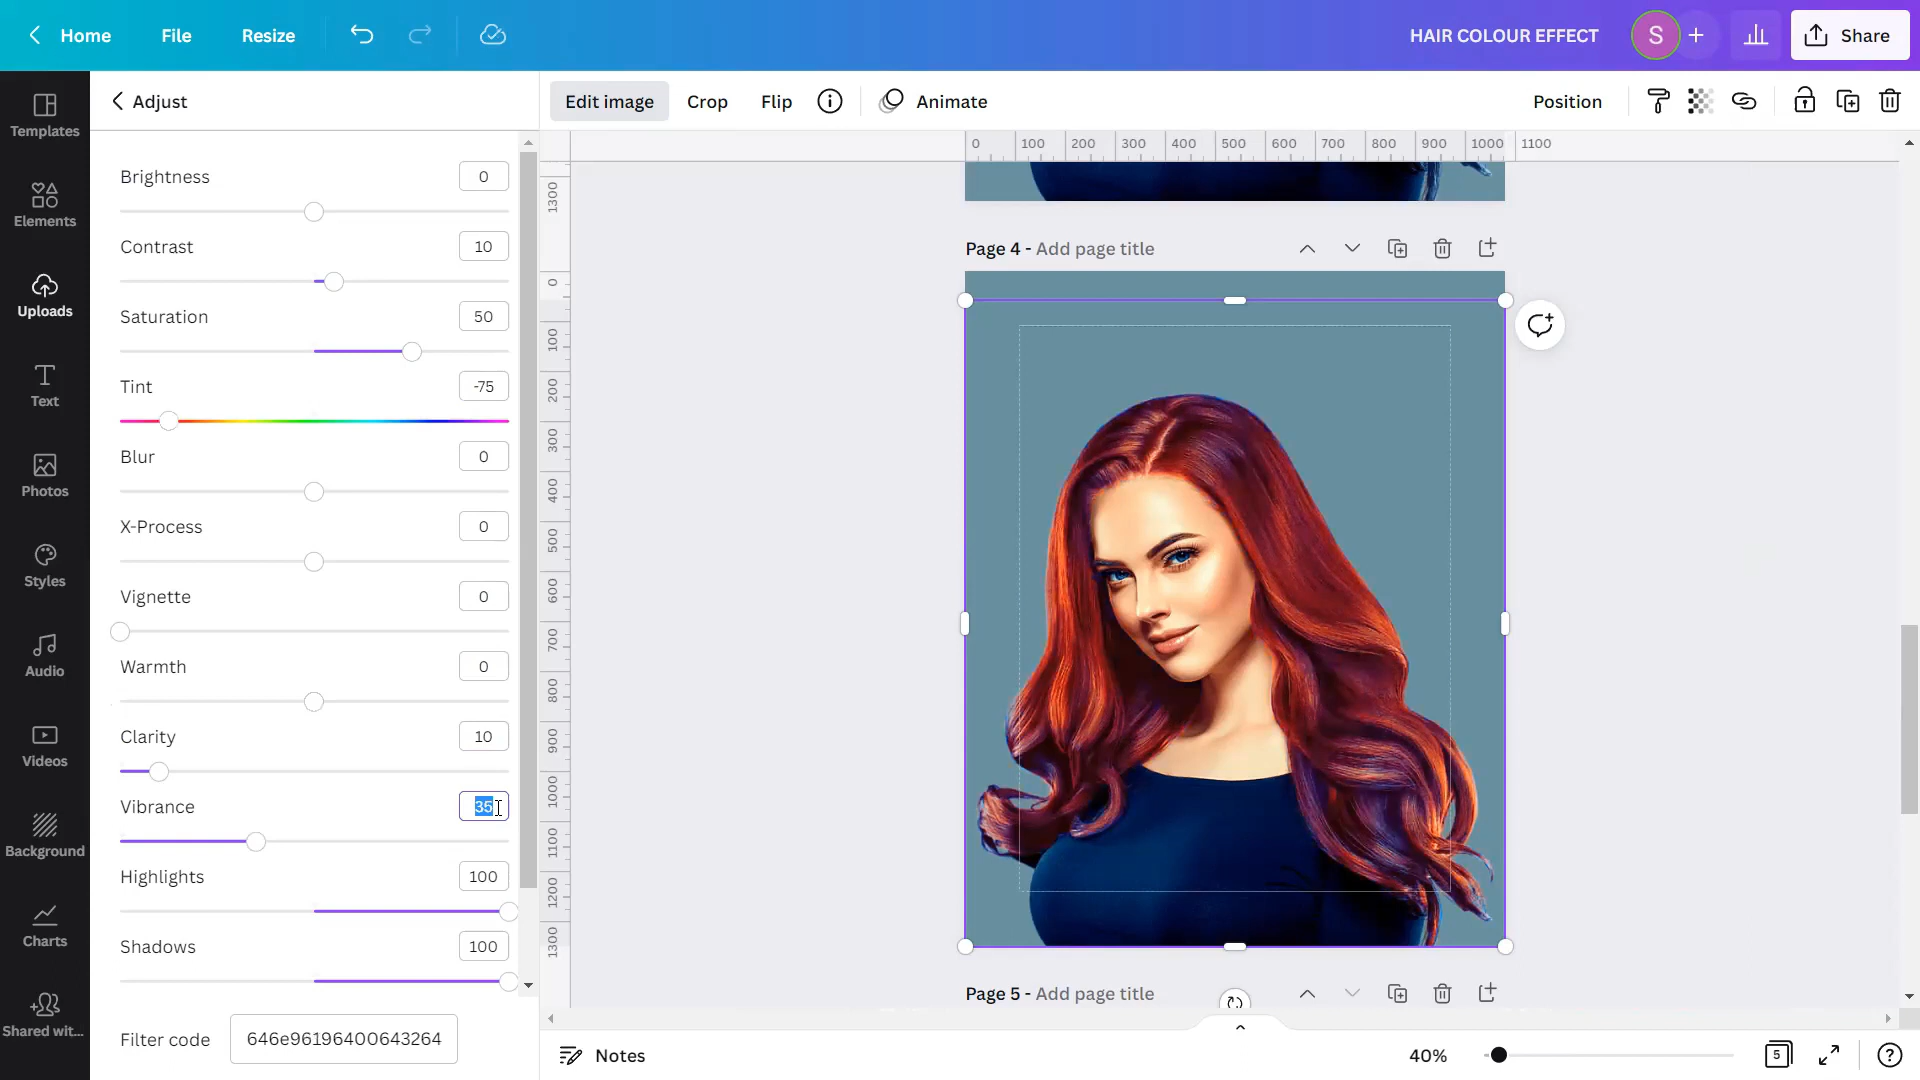 Home File Resize HAIR COLOUR EFFECT S + Share
Templates
Elements
Uploads
Text
Photos
Styles
Audio
Videos
Background
Charts
Shared wit...
Adjust
Brightness 0
Contrast 10
Saturation 50
Tint -75
Blur 0
X-Process 0
Vignette 0
Warmth 0
Clarity 10
Vibrance 35
Highlights 100
Shadows 100
Filter code 646e96196400643264
Edit image Crop Flip Animate Position
0 100 200 300 400 500 600 700 800 900 1000 1100
1300
0
100
200
300
400
500
600
700
800
900
1000
1100
1200
1300
Page 4 - Add page title
Page 5 - Add page title
Notes 40% 5